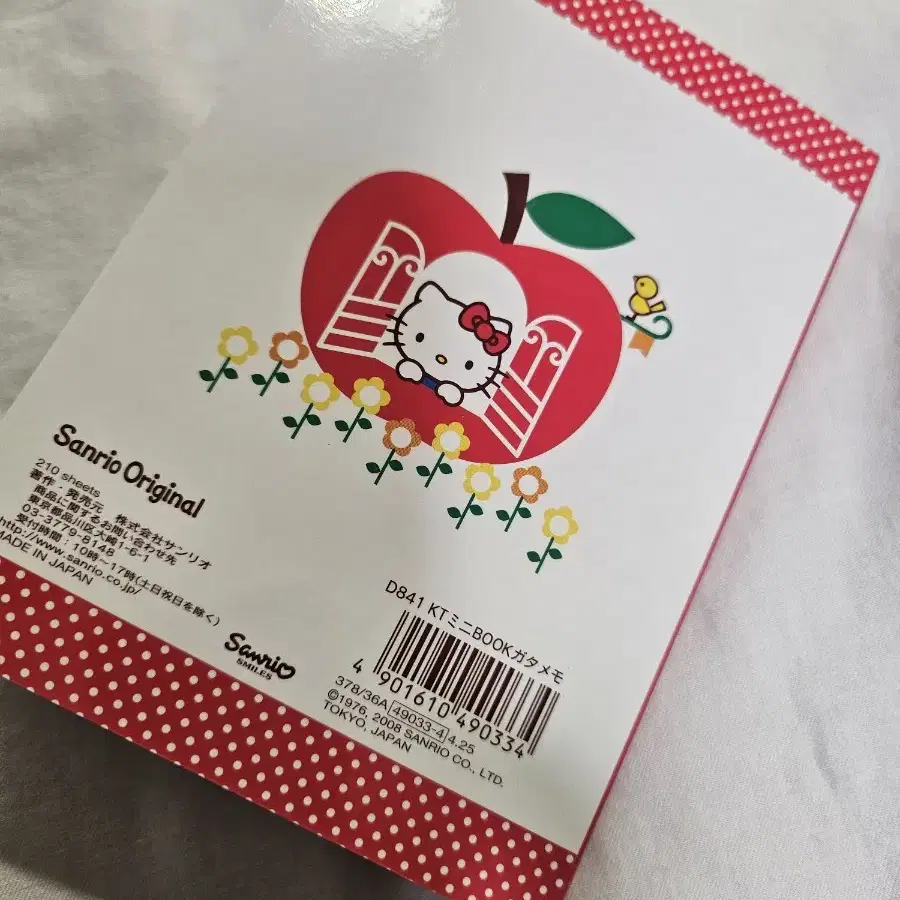 Sanrio Original
210 sheets
著作・発売元　株式会社サンリオ
商品に関するお問い合わせ先
東京都品川区大崎1-6-1
03-3779-8148
受付時間：10時〜17時(土日祝日を除く)
http://www.sanrio.co.jp/
MADE IN JAPAN
Sanrio
SMILES
D841 KTミニBOOKガタメモ
4 901610 490334
378/36A 49033-4 4.25
©1976, 2008 SANRIO CO., LTD.
TOKYO, JAPAN